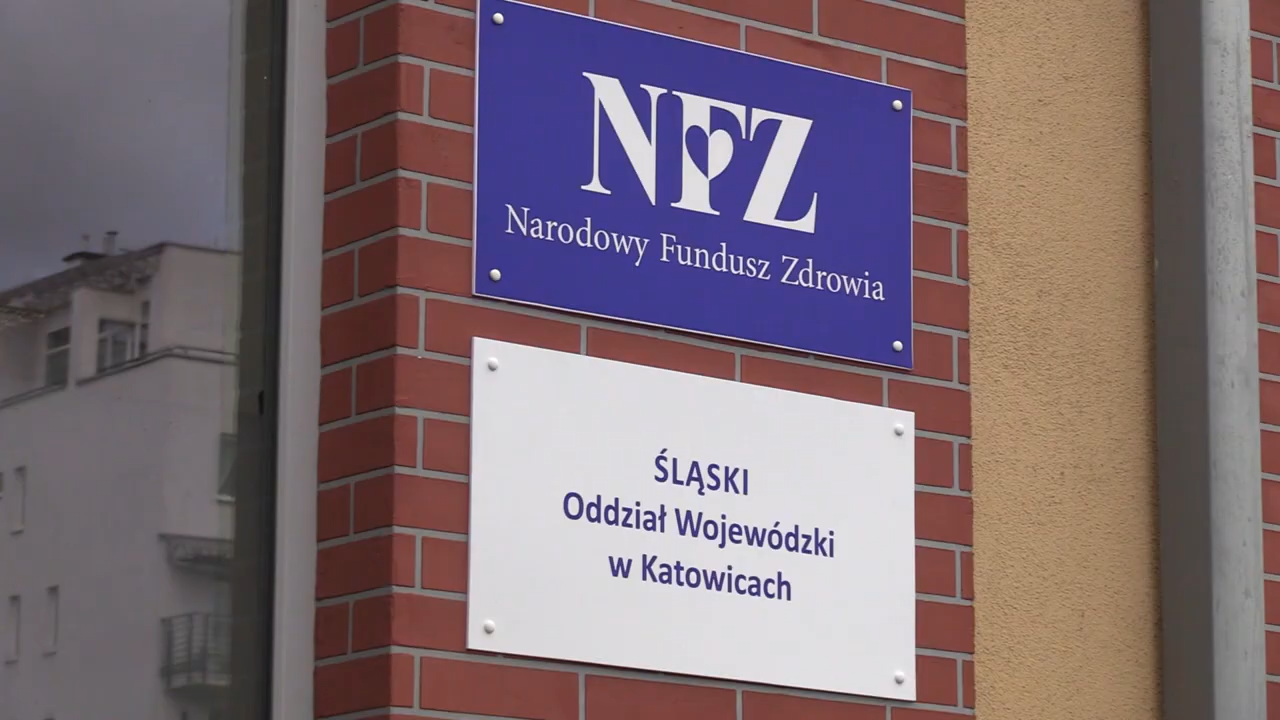 NFZ
Narodowy Fundusz Zdrowia
ŚLĄSKI
Oddział Wojewódzki
w Katowicach